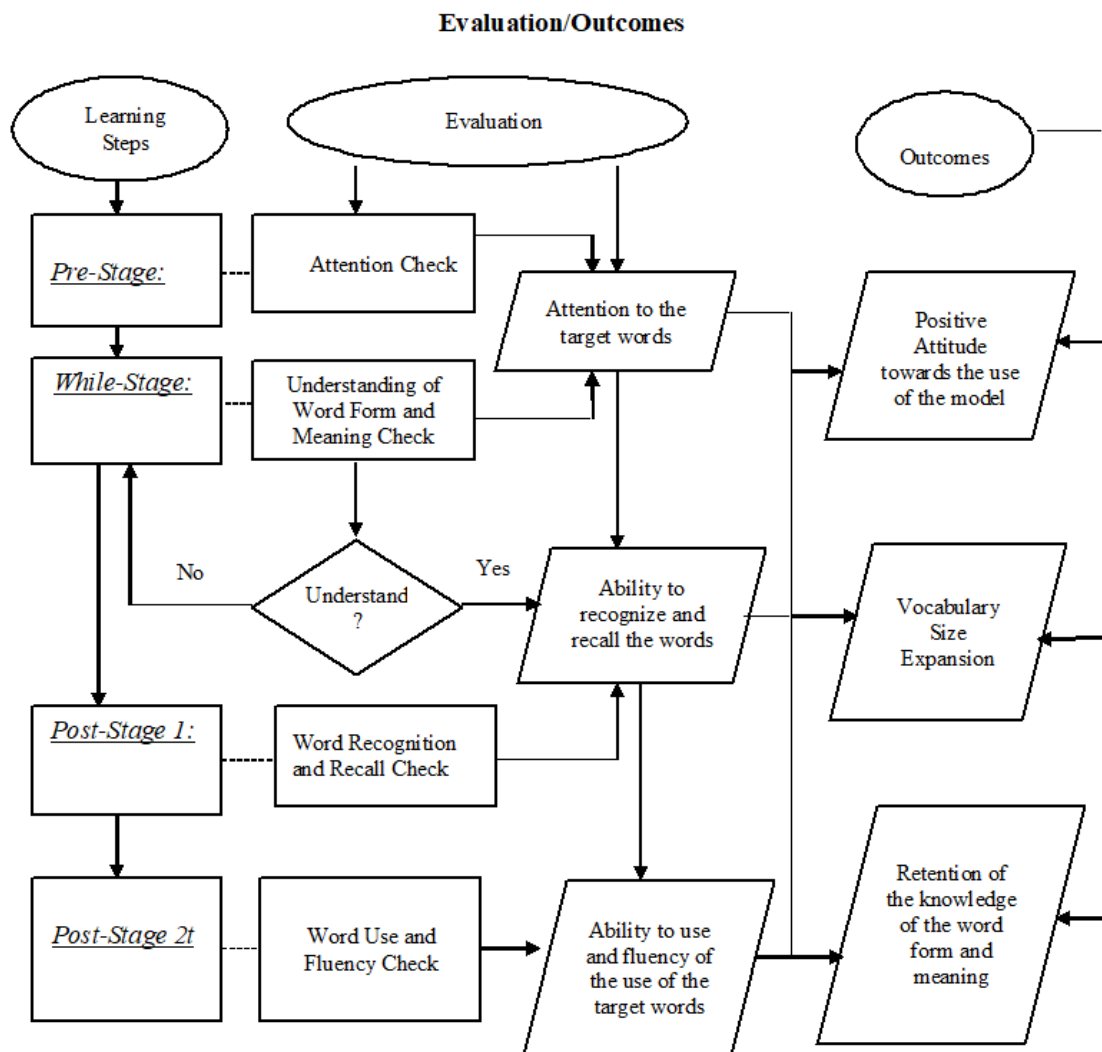 Evaluation/Outcomes
Learning
Steps
Evaluation
Outcomes
Pre-Stage:
Attention Check
Attention to the
target words
Positive
Attitude
towards the use
of the model
While-Stage:
Understanding of
Word Form and
Meaning Check
No
Understand
?
Yes
Ability to
recognize and
recall the words
Vocabulary
Size
Expansion
Post-Stage 1:
Word Recognition
and Recall Check
Post-Stage 2t
Word Use and
Fluency Check
Ability to use
and fluency of
the use of the
target words
Retention of
the knowledge
of the word
form and
meaning